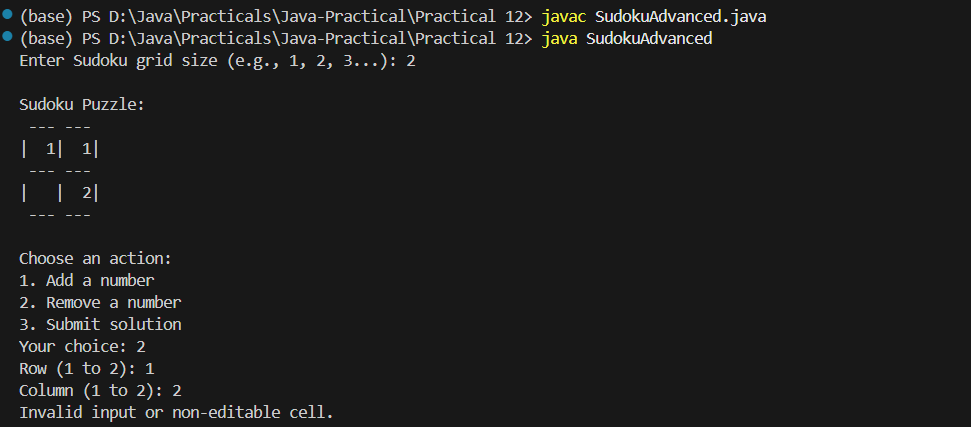 (base) PS D:\Java\Practicals\Java-Practical\Practical 12> javac SudokuAdvanced.java
(base) PS D:\Java\Practicals\Java-Practical\Practical 12> java SudokuAdvanced
Enter Sudoku grid size (e.g., 1, 2, 3...): 2

Sudoku Puzzle:
 --- ---
|  1|  1|
 --- ---
|   |  2|
 --- ---

Choose an action:
1. Add a number
2. Remove a number
3. Submit solution
Your choice: 2
Row (1 to 2): 1
Column (1 to 2): 2
Invalid input or non-editable cell.